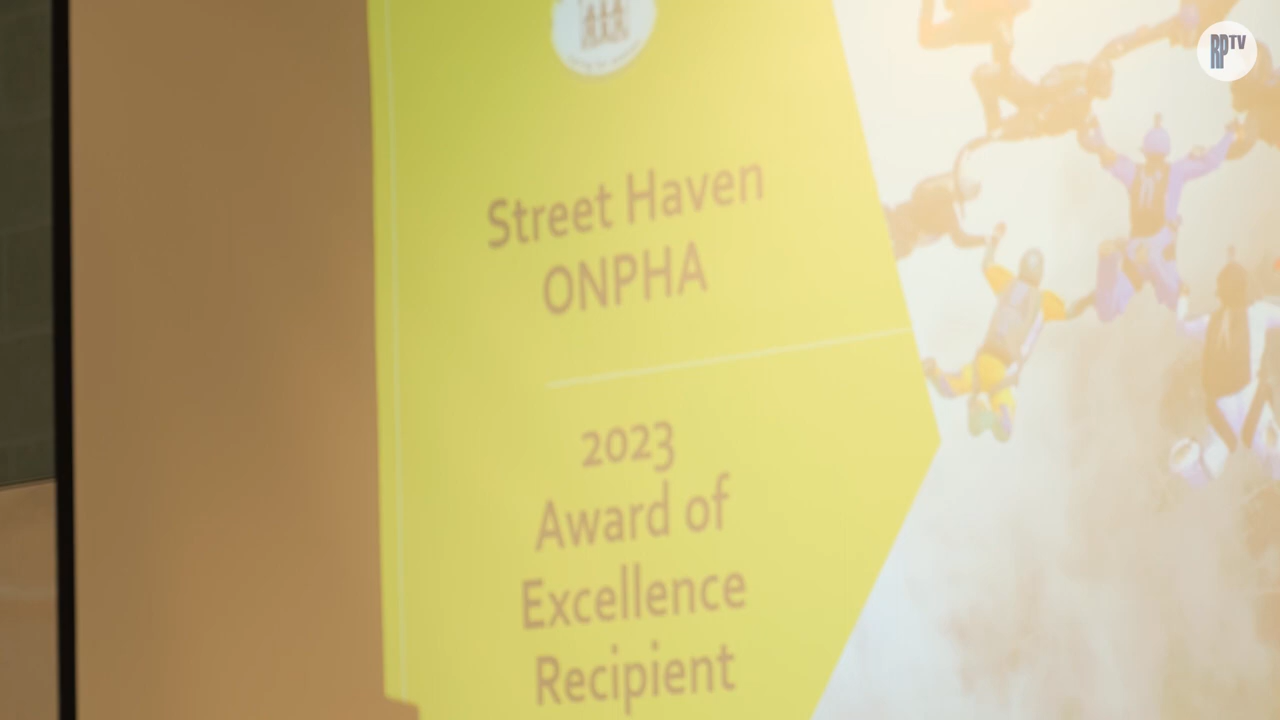 RPTV
Street Haven
ONPHA
2023
Award of
Excellence
Recipient